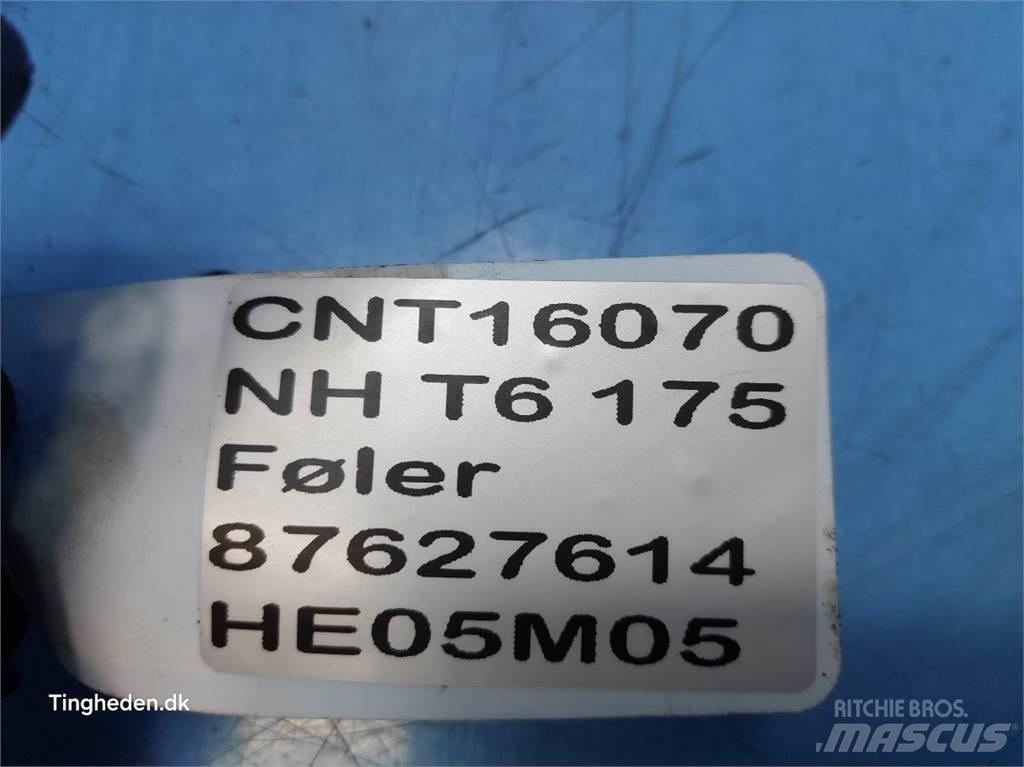 CNT16070
NH T6 175
Føler
87627614
HE05M05
Tingheden.dk
RITCHIE BROS.
MASCUS